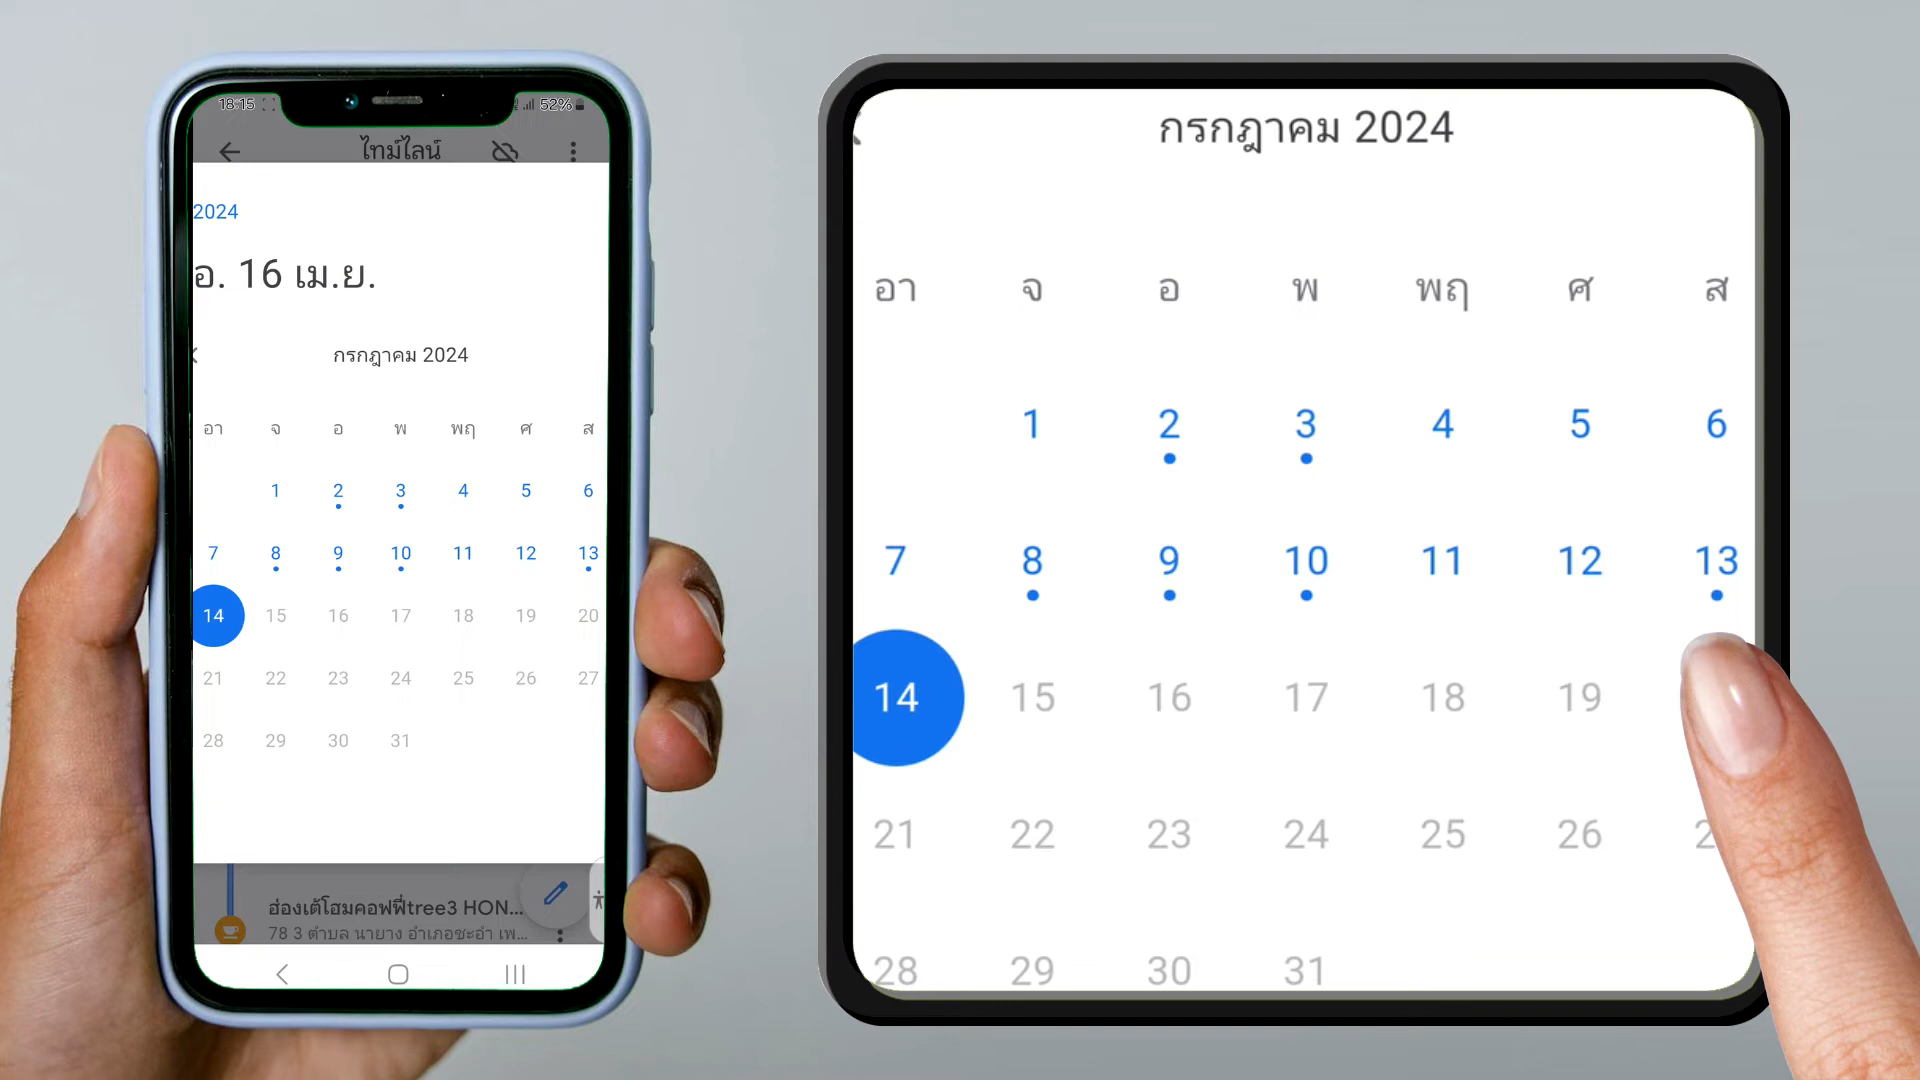 18:15 52%
ไทม์ไลน์
2024
อ. 16 เม.ย.
กรกฎาคม 2024
อา จ อ พ พฤ ศ ส
1 2 3 4 5 6
7 8 9 10 11 12 13
14 15 16 17 18 19 20
21 22 23 24 25 26 27
28 29 30 31
ฮ่องเต้โฮมคอฟฟี่tree3 HON...
78 3 ตำบล นายาง อำเภอชะอำ เพ...
กรกฎาคม 2024
อา จ อ พ พฤ ศ ส
1 2 3 4 5 6
7 8 9 10 11 12 13
14 15 16 17 18 19
21 22 23 24 25 26 2
28 29 30 31